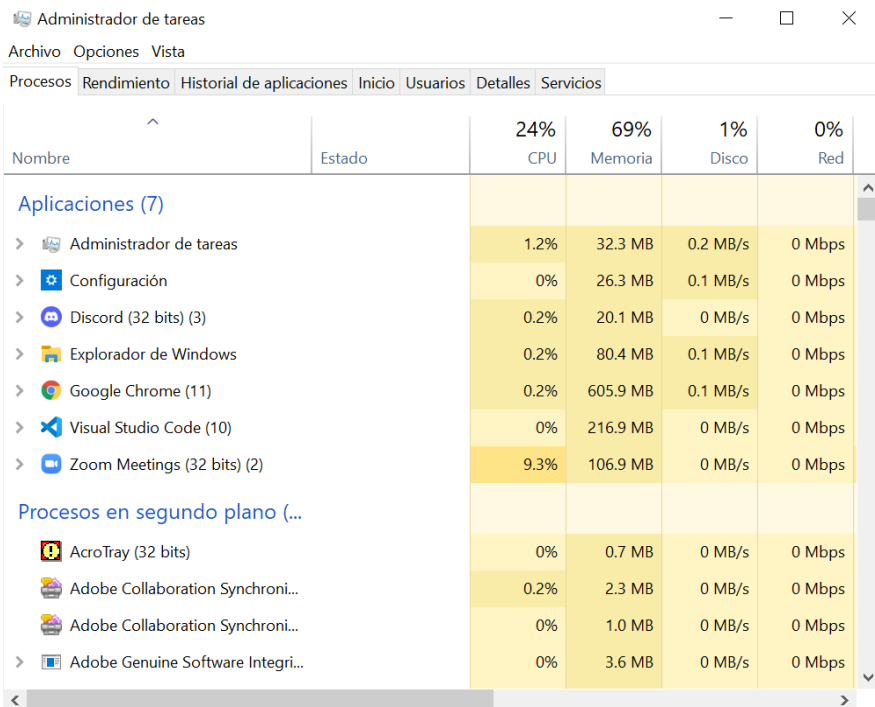 Administrador de tareas
Archivo Opciones Vista
Procesos Rendimiento Historial de aplicaciones Inicio Usuarios Detalles Servicios
24% 69% 1% 0%
Nombre Estado CPU Memoria Disco Red
Aplicaciones (7)
Administrador de tareas 1.2% 32.3 MB 0.2 MB/s 0 Mbps
Configuración 0% 26.3 MB 0.1 MB/s 0 Mbps
Discord (32 bits) (3) 0.2% 20.1 MB 0 MB/s 0 Mbps
Explorador de Windows 0.2% 80.4 MB 0.1 MB/s 0 Mbps
Google Chrome (11) 0.2% 605.9 MB 0.1 MB/s 0 Mbps
Visual Studio Code (10) 0% 216.9 MB 0 MB/s 0 Mbps
Zoom Meetings (32 bits) (2) 9.3% 106.9 MB 0 MB/s 0 Mbps
Procesos en segundo plano (...
AcroTray (32 bits) 0% 0.7 MB 0 MB/s 0 Mbps
Adobe Collaboration Synchroni... 0.2% 2.3 MB 0 MB/s 0 Mbps
Adobe Collaboration Synchroni... 0% 1.0 MB 0 MB/s 0 Mbps
Adobe Genuine Software Integri... 0% 3.6 MB 0 MB/s 0 Mbps